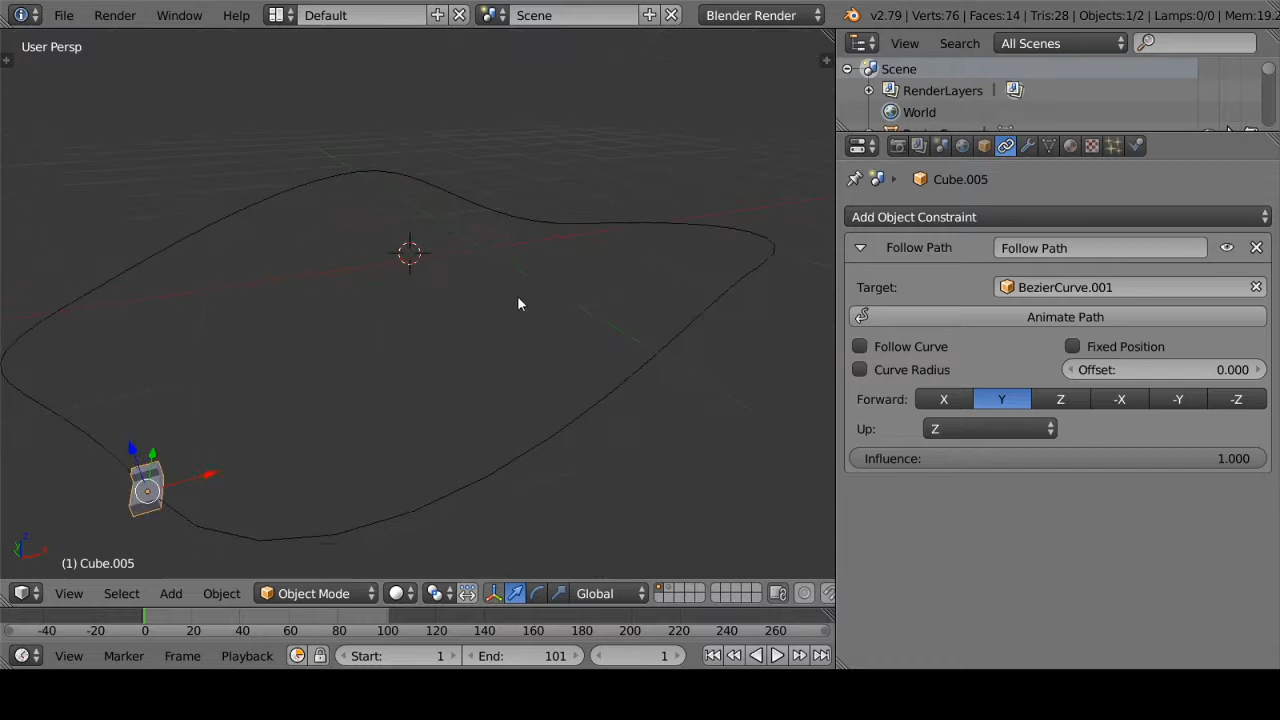 File Render Window Help Default Scene Blender Render v2.79 | Verts:76 | Faces:14 | Tris:28 | Objects:1/2 | Lamps:0/0 | Mem:19.2
User Persp
View Search All Scenes
Scene
RenderLayers
World
Cube.005
Add Object Constraint
Follow Path Follow Path
Target: BezierCurve.001
Animate Path
Follow Curve Fixed Position
Curve Radius Offset: 0.000
Forward: X Y Z -X -Y -Z
Up: Z
Influence: 1.000
(1) Cube.005
View Select Add Object Object Mode Global
-40 -20 0 20 40 60 80 100 120 140 160 180 200 220 240 260
View Marker Frame Playback Start: 1 End: 101 1